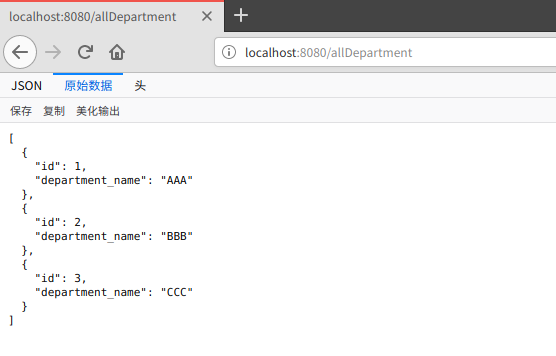 localhost:8080/allDepartment
localhost:8080/allDepartment
JSON 原始数据 头
保存 复制 美化输出
[
  {
    "id": 1,
    "department_name": "AAA"
  },
  {
    "id": 2,
    "department_name": "BBB"
  },
  {
    "id": 3,
    "department_name": "CCC"
  }
]